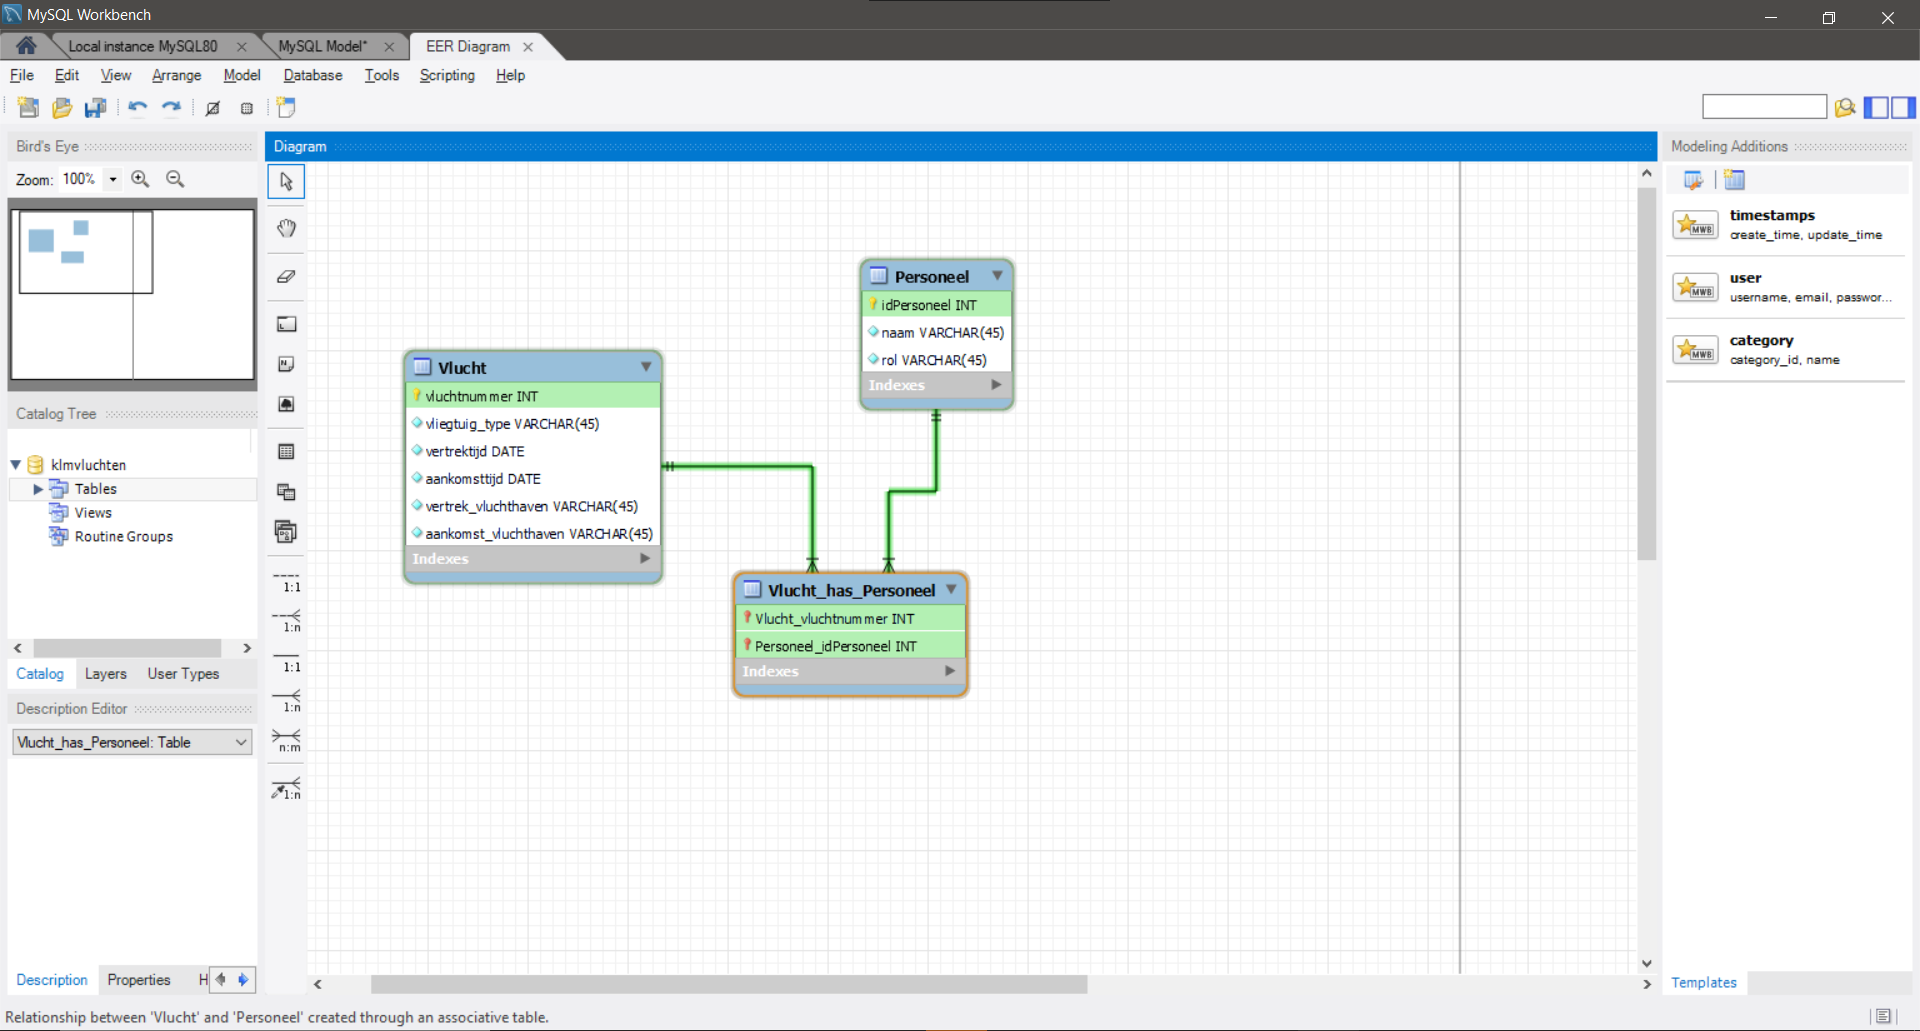 MySQL Workbench
Local instance MySQL80
MySQL Model*
EER Diagram
File Edit View Arrange Model Database Tools Scripting Help
Bird's Eye
Zoom: 100%
Catalog Tree
klmvluchten
Tables
Views
Routine Groups
Catalog Layers User Types
Description Editor
Vlucht_has_Personeel: Table
Description Properties H
Diagram
1:1
1:n
1:1
1:n
n:m
1:n
Vlucht
vluchtnummer INT
vliegtuig_type VARCHAR(45)
vertrektijd DATE
aankomsttijd DATE
vertrek_vluchthaven VARCHAR(45)
aankomst_vluchthaven VARCHAR(45)
Indexes
Personeel
idPersoneel INT
naam VARCHAR(45)
rol VARCHAR(45)
Indexes
Vlucht_has_Personeel
Vlucht_vluchtnummer INT
Personeel_idPersoneel INT
Indexes
Modeling Additions
MWB
timestamps
create_time, update_time
MWB
user
username, email, passwor...
MWB
category
category_id, name
Templates
Relationship between 'Vlucht' and 'Personeel' created through an associative table.